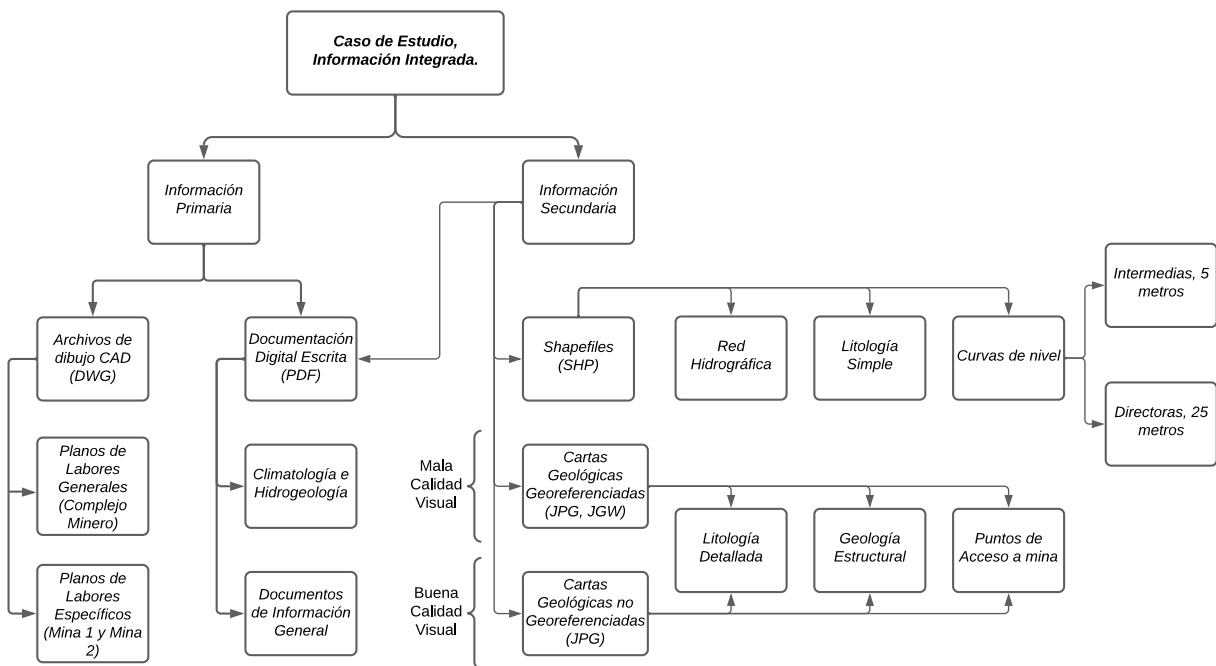 Caso de Estudio,
Información Integrada.
Información
Primaria
Información
Secundaria
Archivos de
dibujo CAD
(DWG)
Documentación
Digital Escrita
(PDF)
Shapefiles
(SHP)
Red
Hidrográfica
Litología
Simple
Curvas de nivel
Intermedias, 5
metros
Directoras, 25
metros
Planos de
Labores
Generales
(Complejo
Minero)
Climatología e
Hidrogeología
Mala
Calidad
Visual
Cartas
Geológicas
Georeferenciadas
(JPG, JGW)
Litología
Detallada
Geología
Estructural
Puntos de
Acceso a mina
Planos de
Labores
Específicos
(Mina 1 y Mina
2)
Documentos
de Información
General
Buena
Calidad
Visual
Cartas
Geológicas no
Georeferenciadas
(JPG)